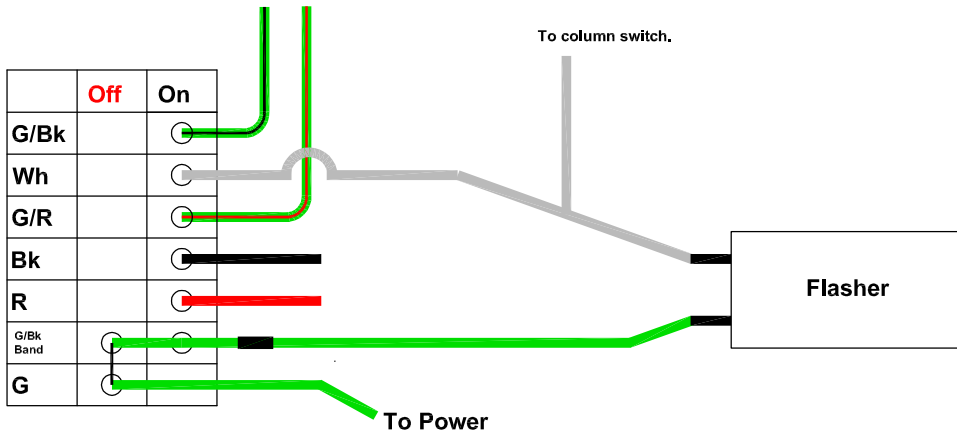 To column switch.
Off On
G/Bk
Wh
G/R
Bk
R
G/Bk
Band
G
Flasher
To Power